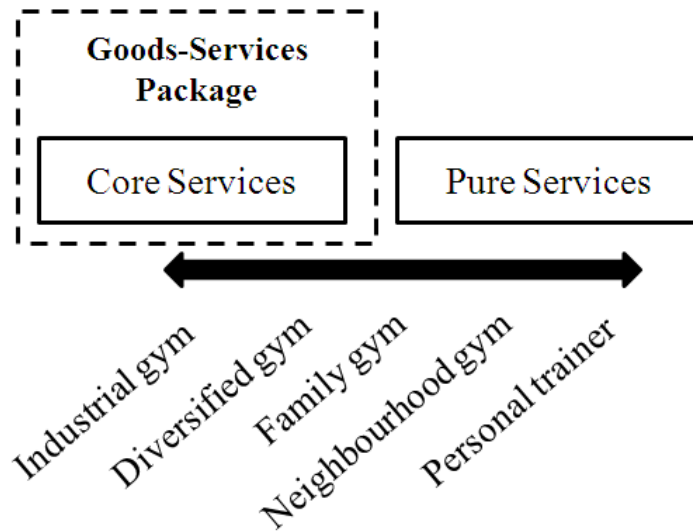 Goods-Services
Package
Core Services
Pure Services
Industrial gym
Diversified gym
Family gym
Neighbourhood gym
Personal trainer